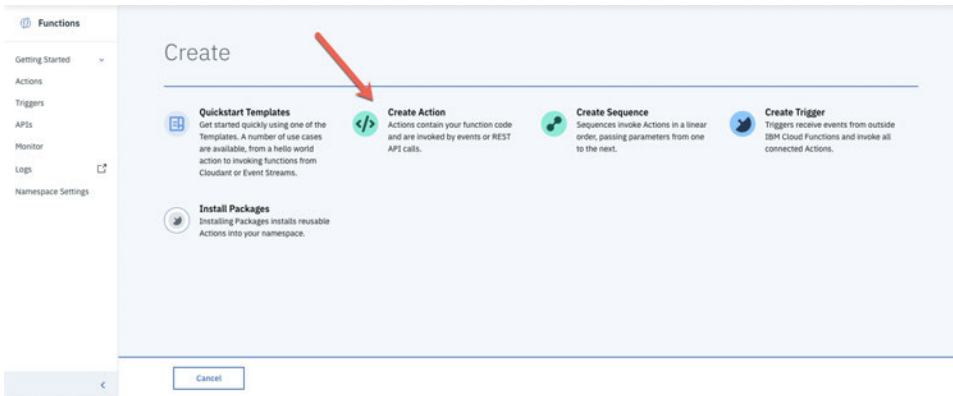 Functions
Getting Started
Actions
Triggers
APIs
Monitor
Logs
Namespace Settings
Create
Quickstart Templates
Get started quickly using one of the
Templates. A number of use cases
are available, from a hello world
action to invoking functions from
Cloudant or Event Streams.
Create Action
Actions contain your function code
and are invoked by events or REST
API calls.
Create Sequence
Sequences invoke Actions in a linear
order, passing parameters from one
to the next.
Create Trigger
Triggers receive events from outside
IBM Cloud Functions and invoke all
connected Actions.
Install Packages
Installing Packages installs reusable
Actions into your namespace.
Cancel